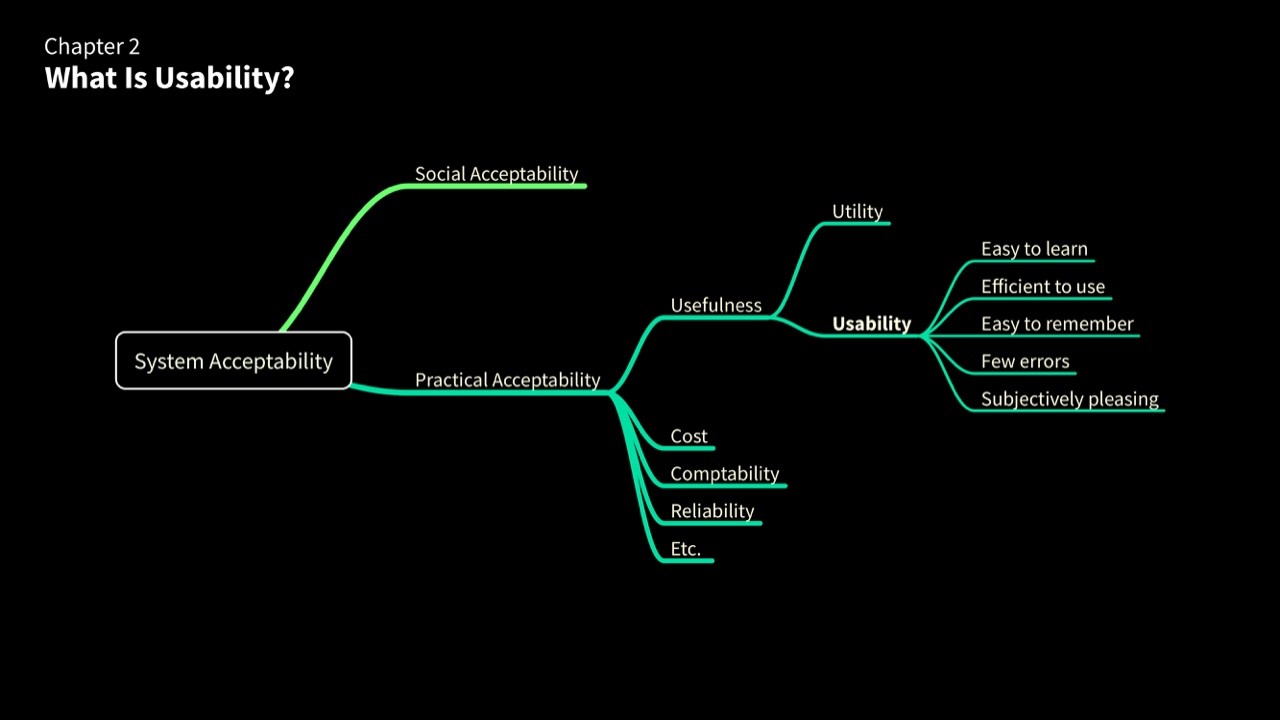 Chapter 2
What Is Usability?
Social Acceptability
Utility
Easy to learn
Efficient to use
Usefulness
Usability
Easy to remember
System Acceptability
Few errors
Practical Acceptability
Subjectively pleasing
Cost
Comptability
Reliability
Etc.